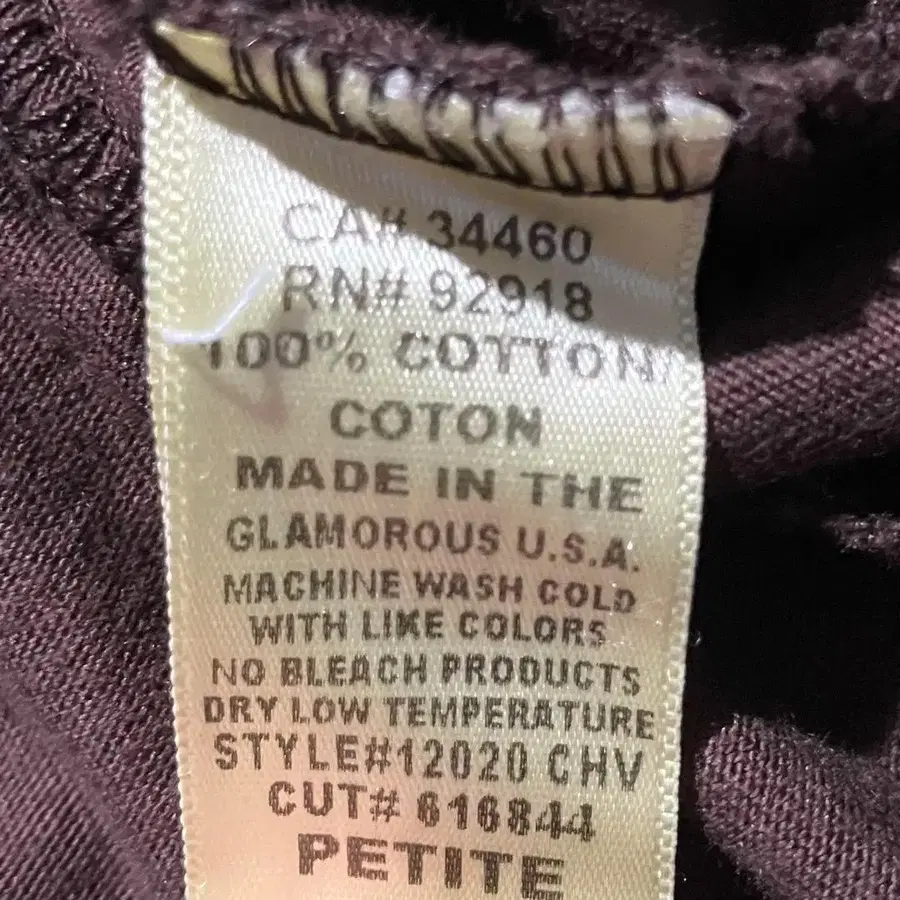 CA# 34460
RN# 92918
100% COTTON/
COTON
MADE IN THE
GLAMOROUS U.S.A.
MACHINE WASH COLD
WITH LIKE COLORS
NO BLEACH PRODUCTS
DRY LOW TEMPERATURE
STYLE#12020 CHV
CUT# 616844
PETITE